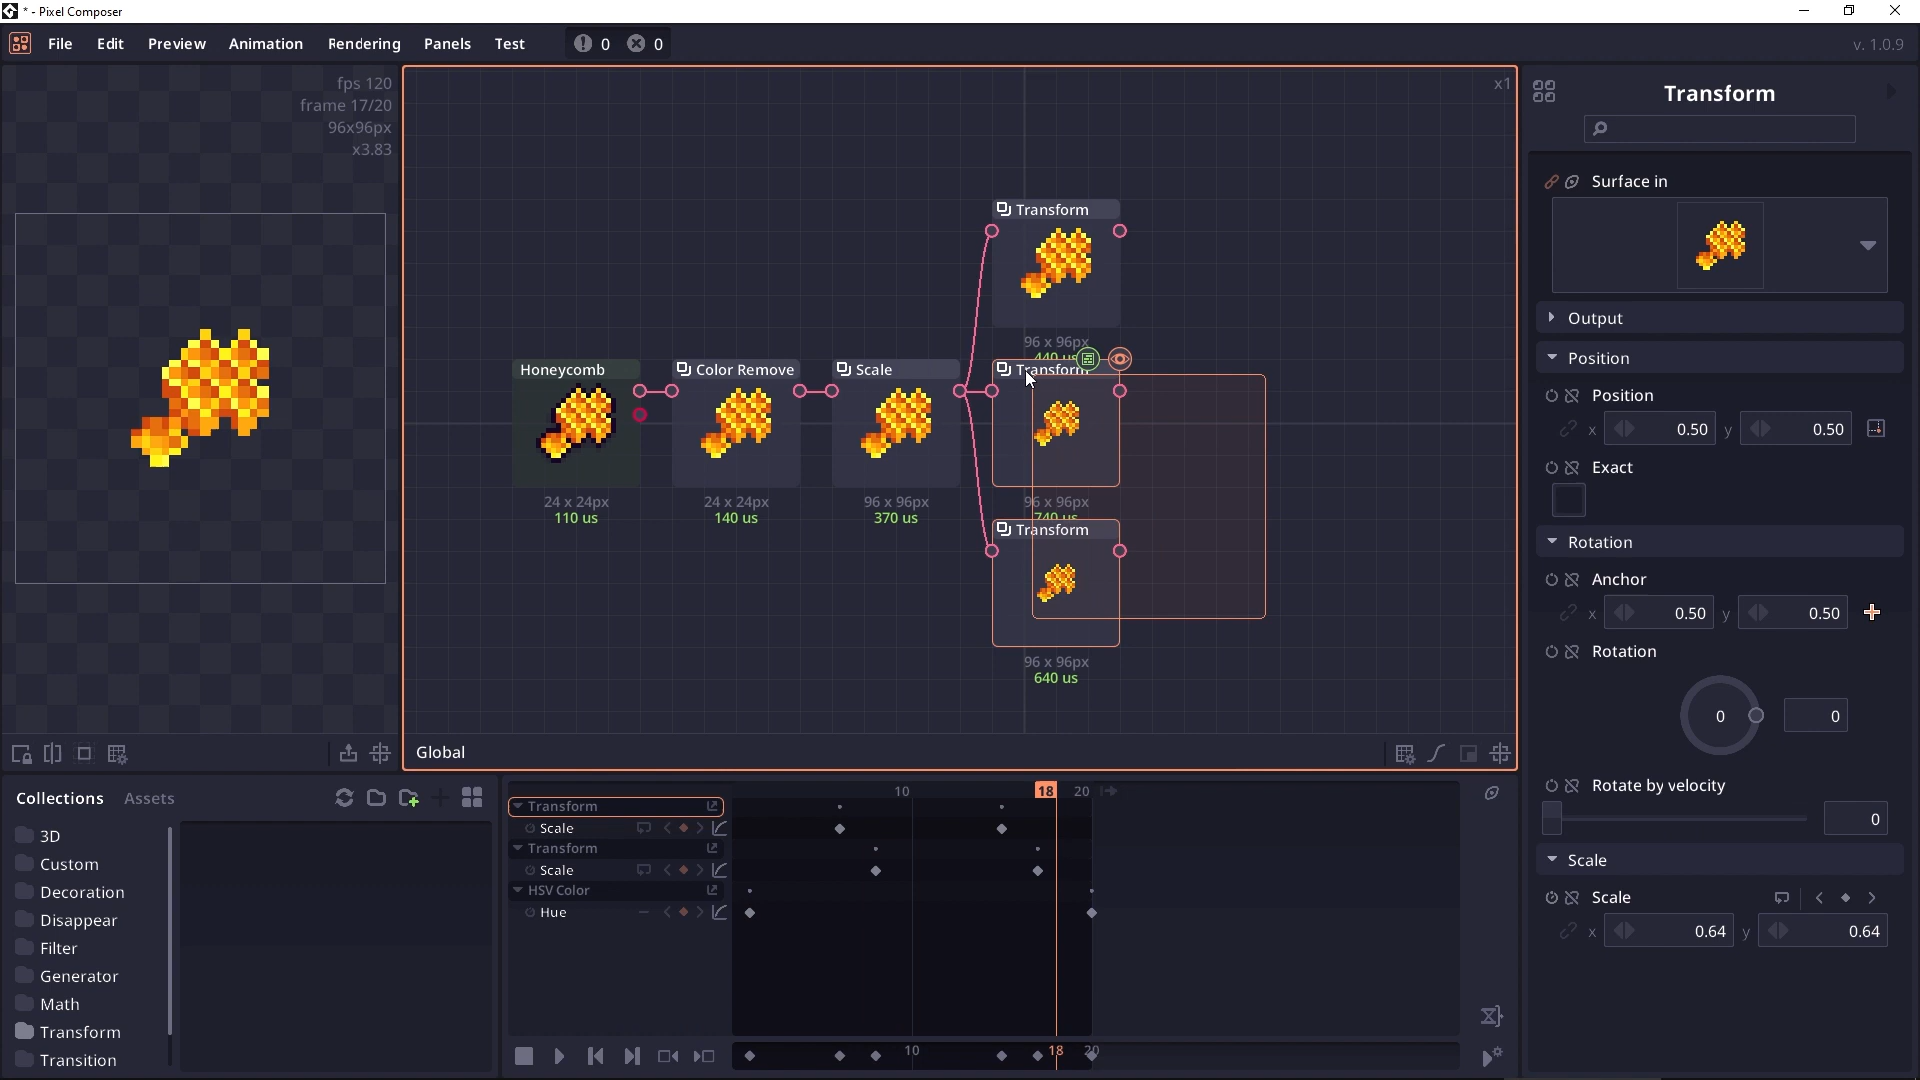 * - Pixel Composer
File Edit Preview Animation Rendering Panels Test 0 0 v. 1.0.9
fps 120
frame 17/20
96x96px
x3.83
x1
Transform
96 x 96px
440 us
Honeycomb
24 x 24px
110 us
Color Remove
24 x 24px
140 us
Scale
96 x 96px
370 us
Transform
96 x 96px
740 us
Transform
96 x 96px
640 us
Global
Transform
Surface in
Output
Position
Position
x 0.50 y 0.50
Exact
Rotation
Anchor
x 0.50 y 0.50
Rotation
0 0
Rotate by velocity
0
Scale
Scale
x 0.64 y 0.64
Collections Assets
3D
Custom
Decoration
Disappear
Filter
Generator
Math
Transform
Transition
10 18 20
Transform
Scale
Transform
Scale
HSV Color
Hue
10 18 20